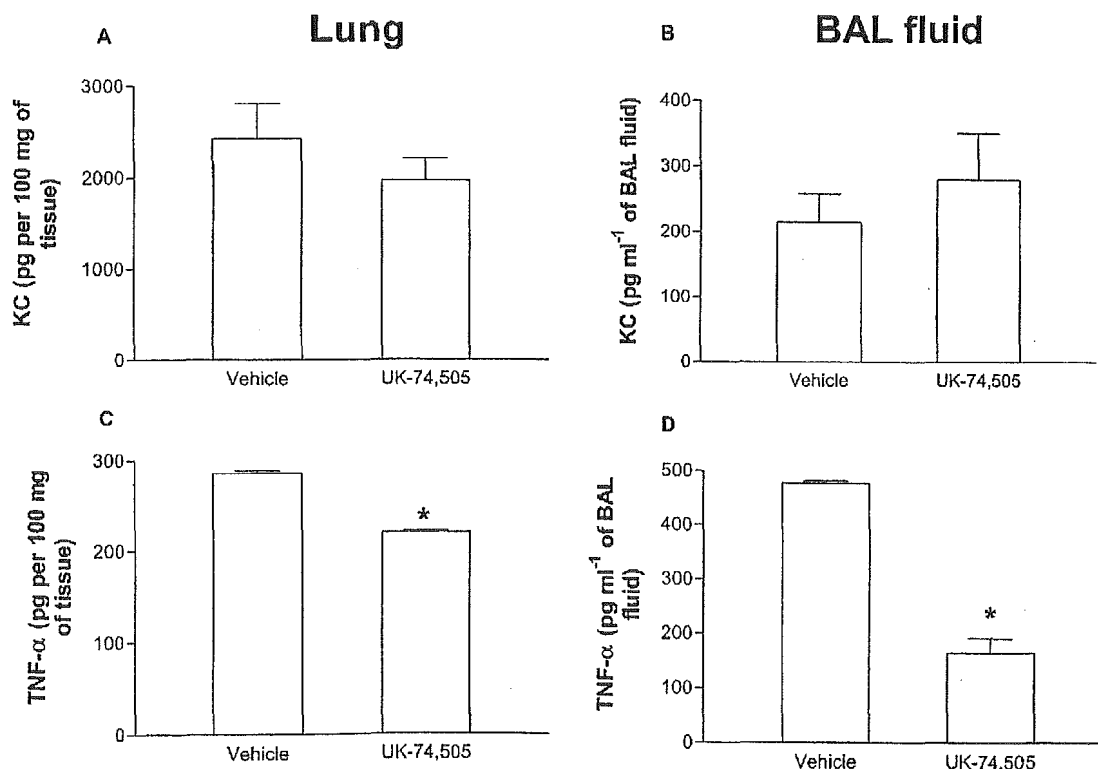 A
Lung
B
BAL fluid
KC (pg per 100 mg of
tissue)
3000
2000
1000
0
Vehicle
UK-74,505
KC (pg ml⁻¹ of BAL fluid)
400
300
200
100
0
Vehicle
UK-74,505
C
TNF-α (pg per 100 mg
of tissue)
300
200
100
0
*
Vehicle
UK-74,505
D
TNF-α (pg ml⁻¹ of BAL
fluid)
500
400
300
200
100
0
*
Vehicle
UK-74,505